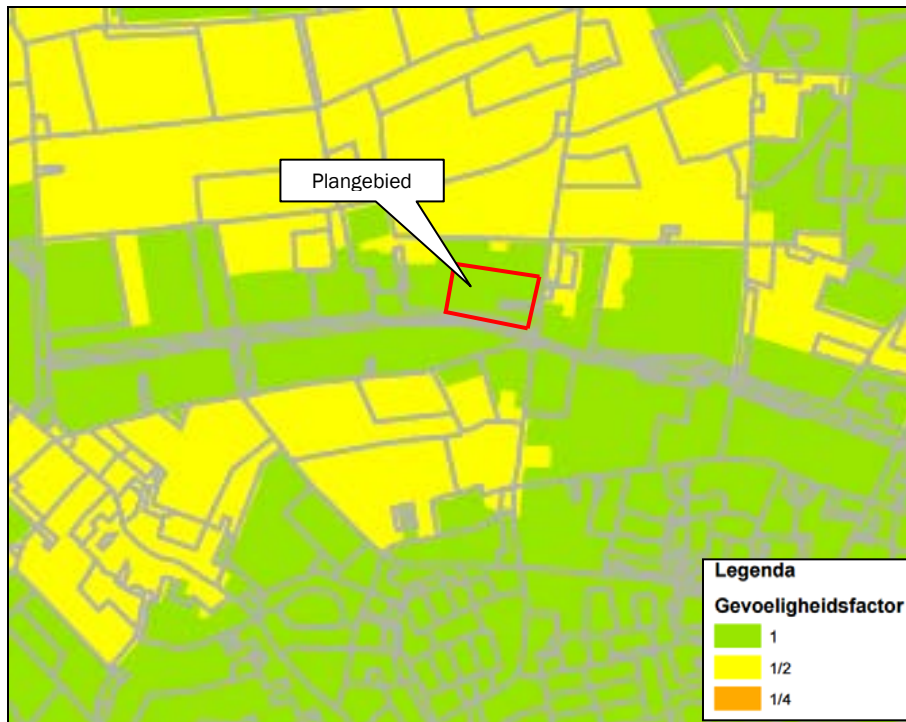 Plangebied
Legenda
Gevoeligheidsfactor
1
1/2
1/4